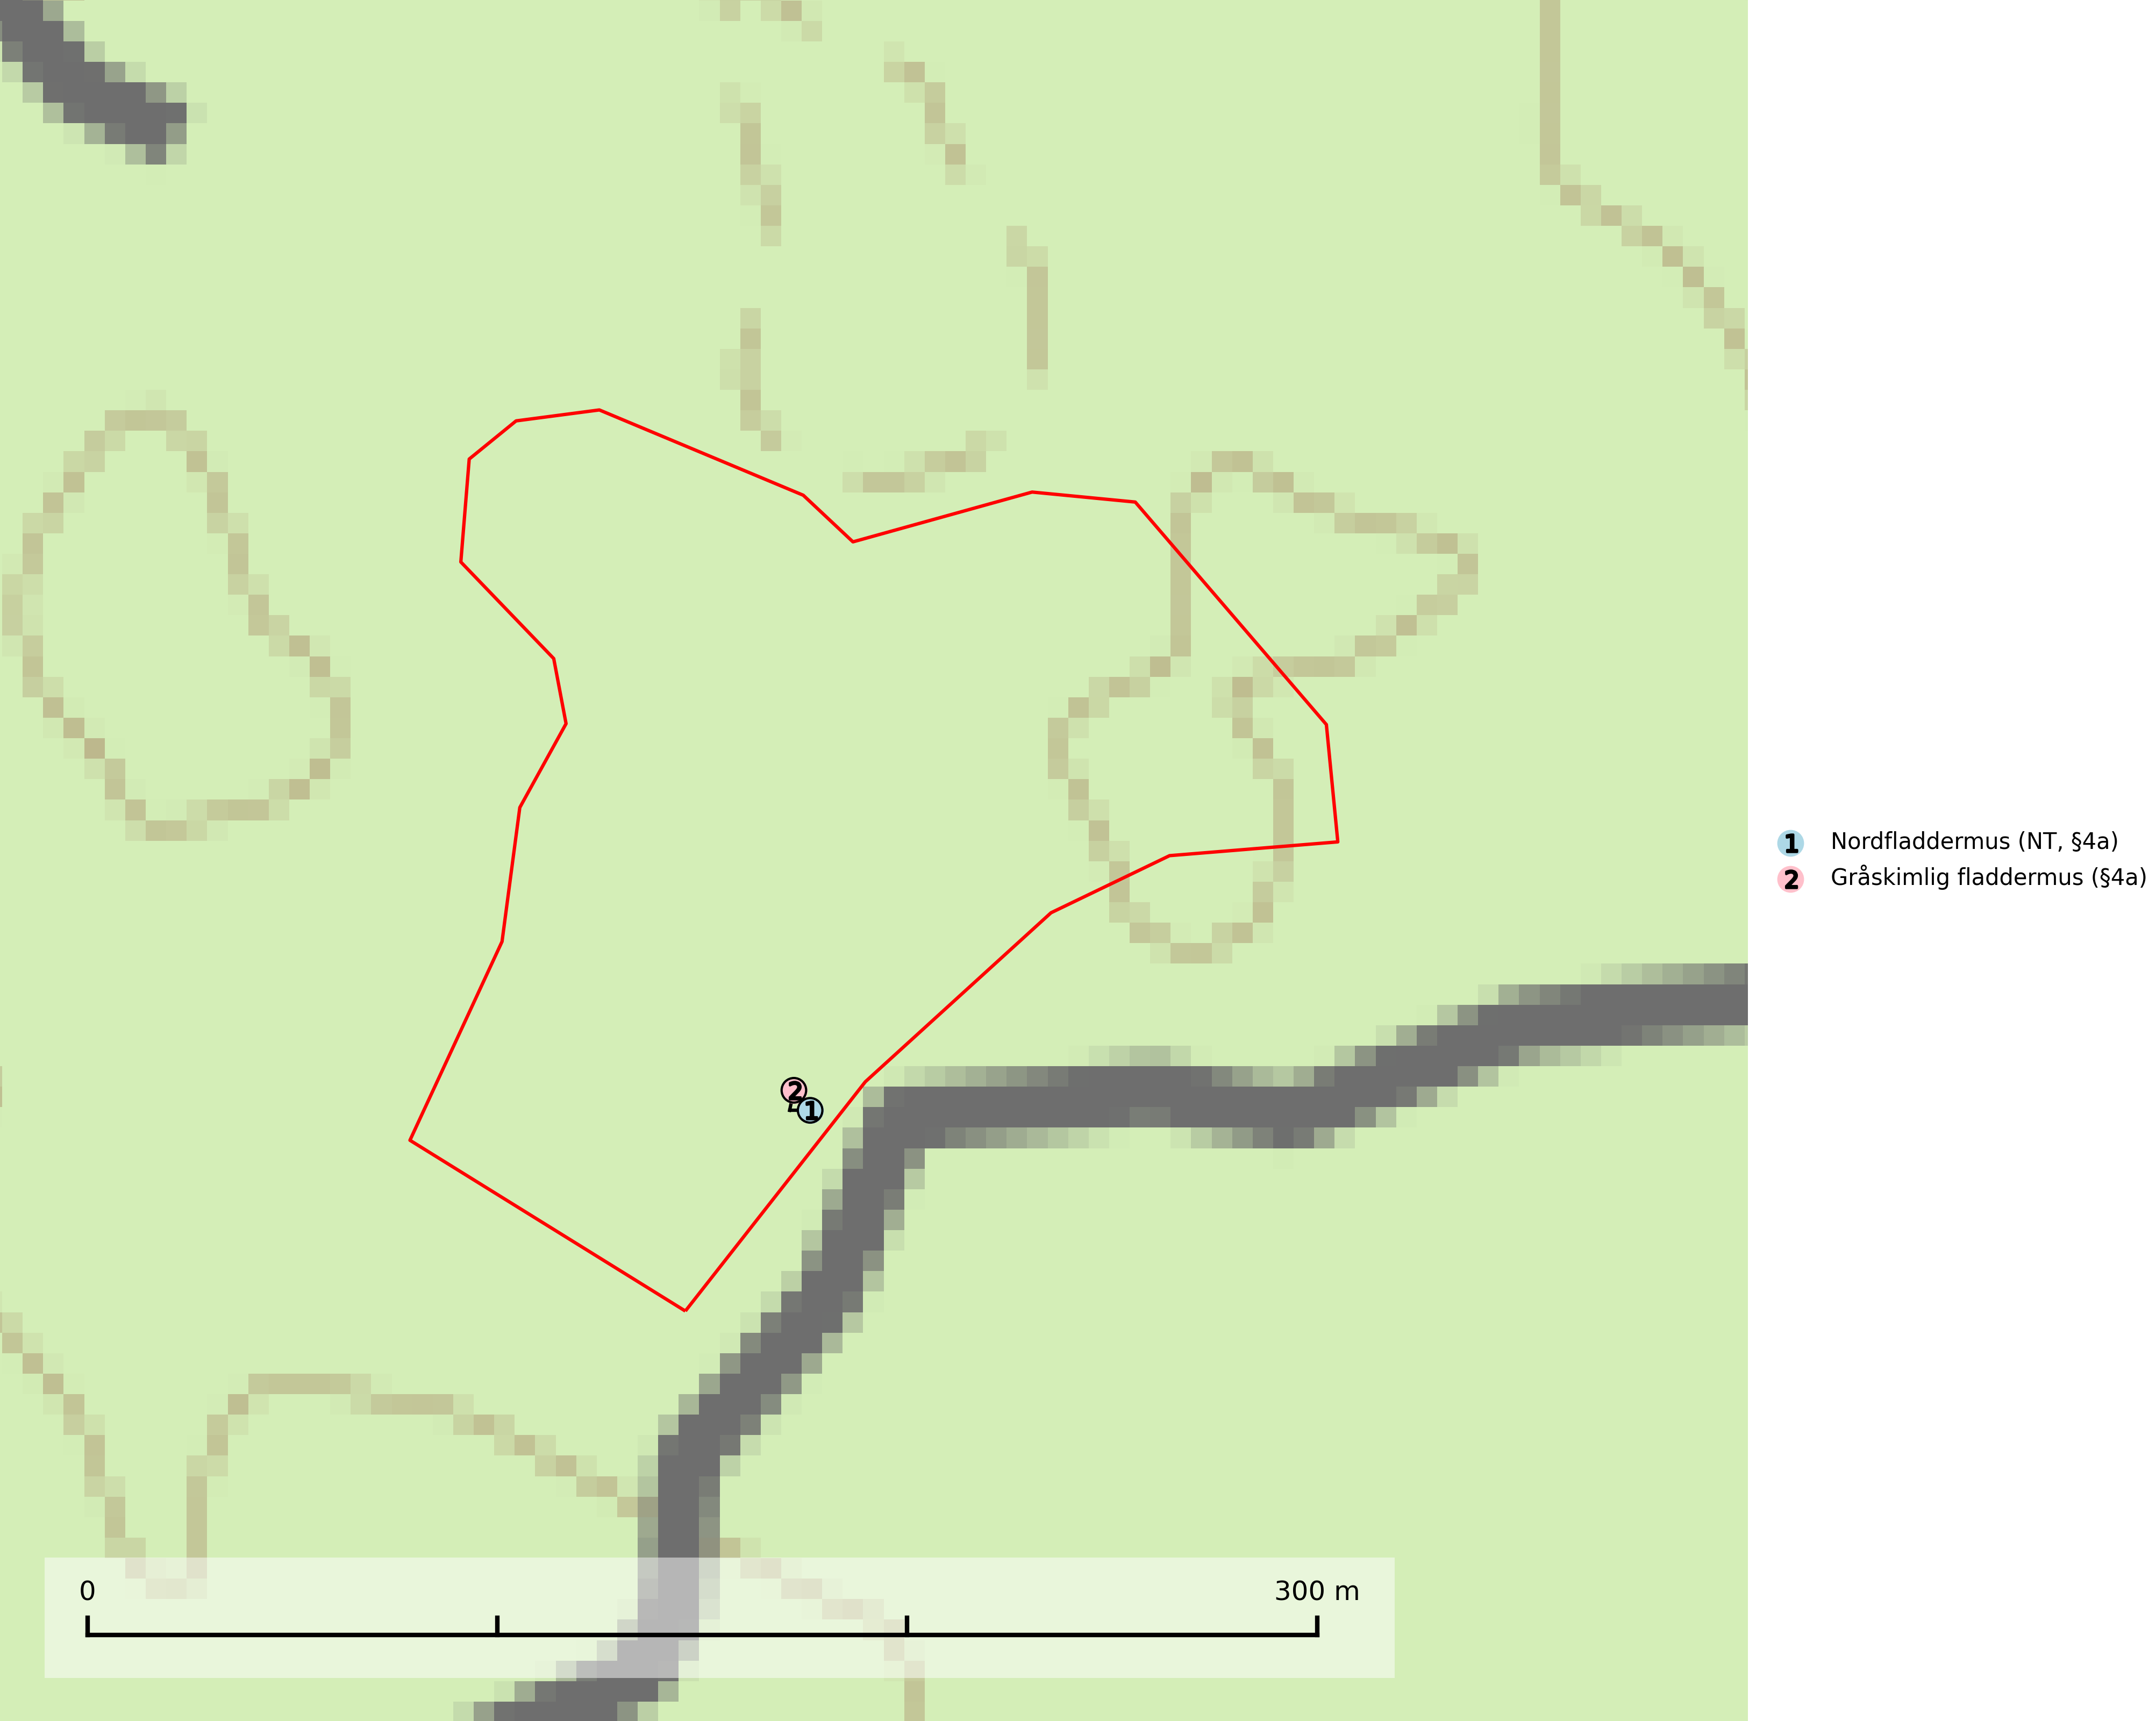 2
1
1 Nordfladdermus (NT, §4a)
2 Gråskimlig fladdermus (§4a)
0 300 m